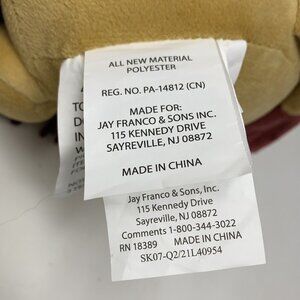 ALL NEW MATERIAL
POLYESTER
REG. NO. PA-14812 (CN)
MADE FOR:
JAY FRANCO & SONS INC.
115 KENNEDY DRIVE
SAYREVILLE, NJ 08872
MADE IN CHINA
Jay Franco & Sons, Inc.
115 Kennedy Drive
Sayreville, NJ 08872
Comments 1-800-344-3022
RN 18389 MADE IN CHINA
SK07-Q2/21L40954